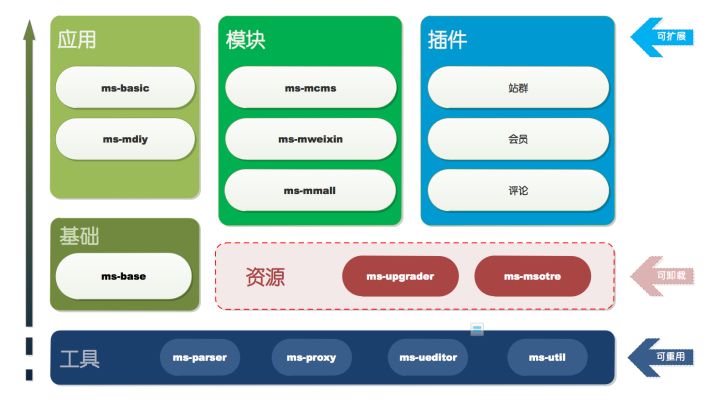 应用
ms-basic
ms-mdiy
模块
ms-mcms
ms-mweixin
ms-mmall
插件
站群
会员
评论
可扩展
基础
ms-base
资源
ms-upgrader
ms-msotre
可卸载
工具
ms-parser
ms-proxy
ms-ueditor
ms-util
可重用